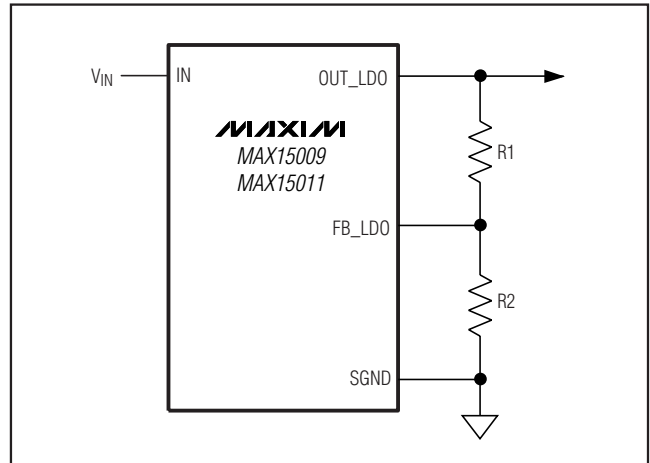 V_IN
IN
OUT_LDO
MAXIM
MAX15009
MAX15011
R1
FB_LDO
R2
SGND